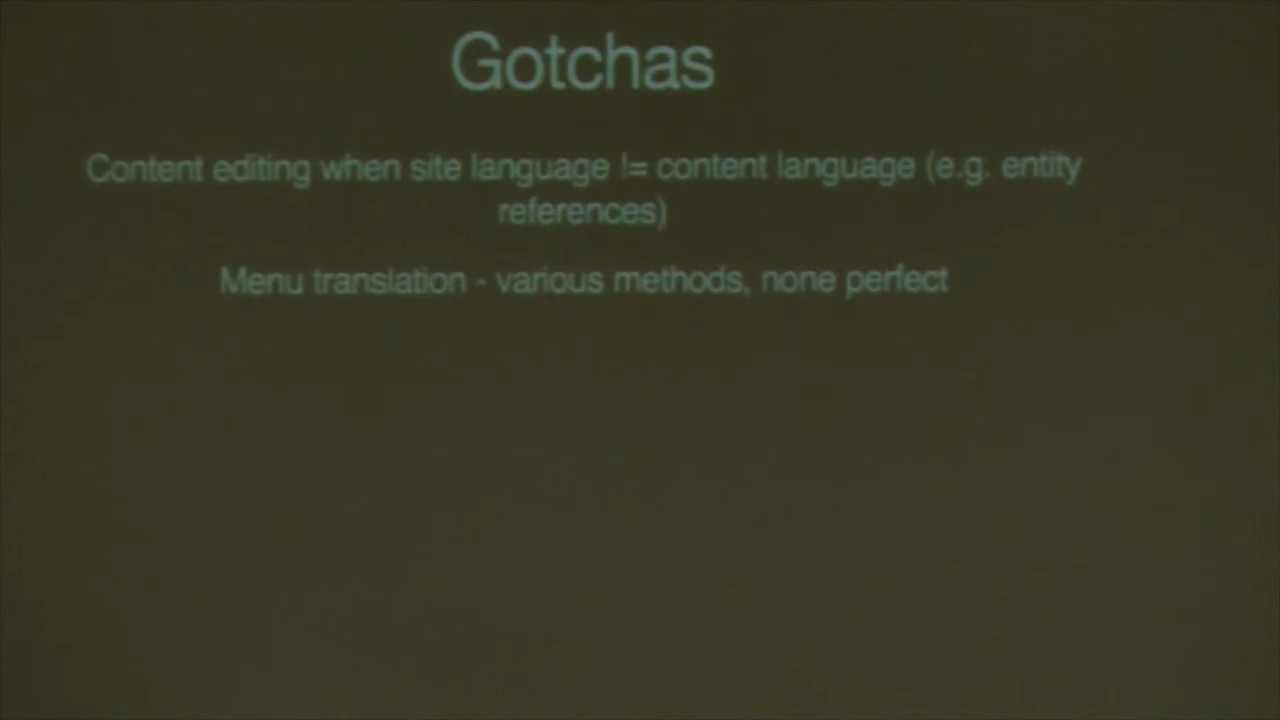 Gotchas
Content editing when site language != content language (e.g. entity
references)
Menu translation - various methods, none perfect